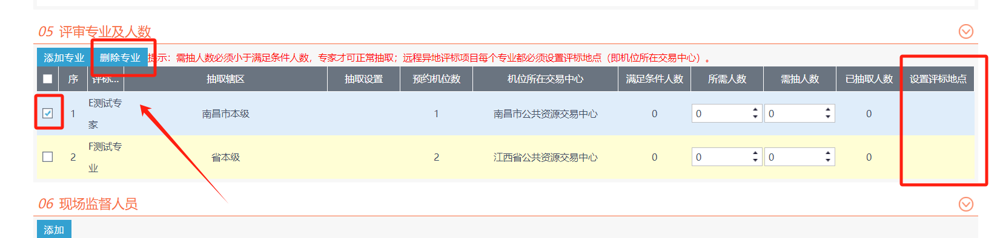 05 评审专业及人数
添加专业 删除专业 提示：需抽人数必须小于满足条件人数，专家才可正常抽取；远程异地评标项目每个专业都必须设置评标地点（即机位所在交易中心）。
序 评标... 抽取辖区 抽取设置 预约机位数 机位所在交易中心 满足条件人数 所需人数 需抽人数 已抽取人数 设置评标地点
1 E测试专家 南昌市本级 1 南昌市公共资源交易中心 0 0 0 0
2 F测试专业 省本级 2 江西省公共资源交易中心 0 0 0 0
06 现场监督人员
添加